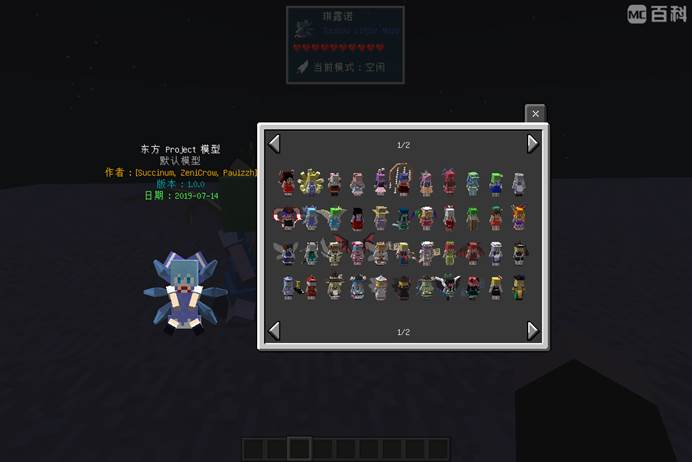 MC百科
琪露诺
当前模式：空闲
×
1/2
东方 Project 模型
默认模型
作者：[Succinum, ZeniCrow, Paulzzh]
版本：1.0.0
日期：2019-07-14
1/2